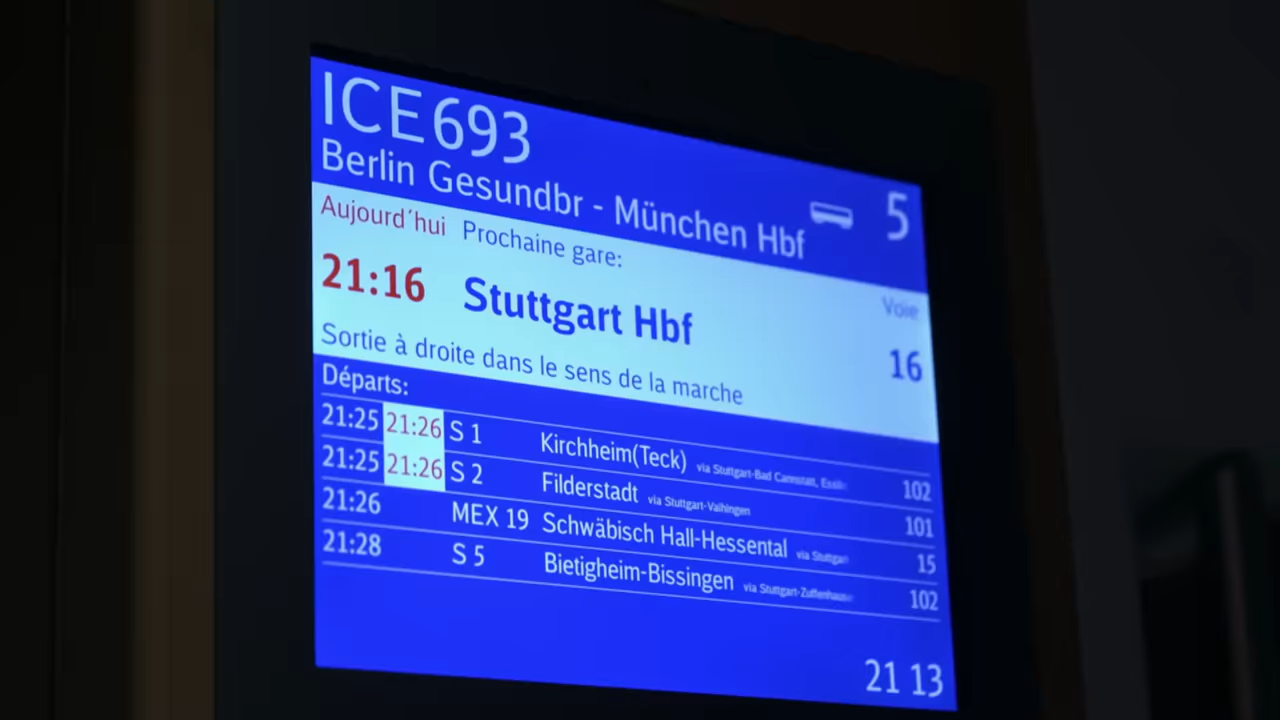 ICE 693
Berlin Gesundbr - München Hbf 5
Aujourd'hui Prochaine gare: Voie
21:16 Stuttgart Hbf 16
Sortie à droite dans le sens de la marche
Départs:
21:25 21:26 S 1 Kirchheim(Teck) via Stuttgart-Bad Cannstatt, 102
21:25 21:26 S 2 Filderstadt via Stuttgart-Vaihingen 101
21:26 MEX 19 Schwäbisch Hall-Hessental via 15
21:28 S 5 Bietigheim-Bissingen via 102
21 13